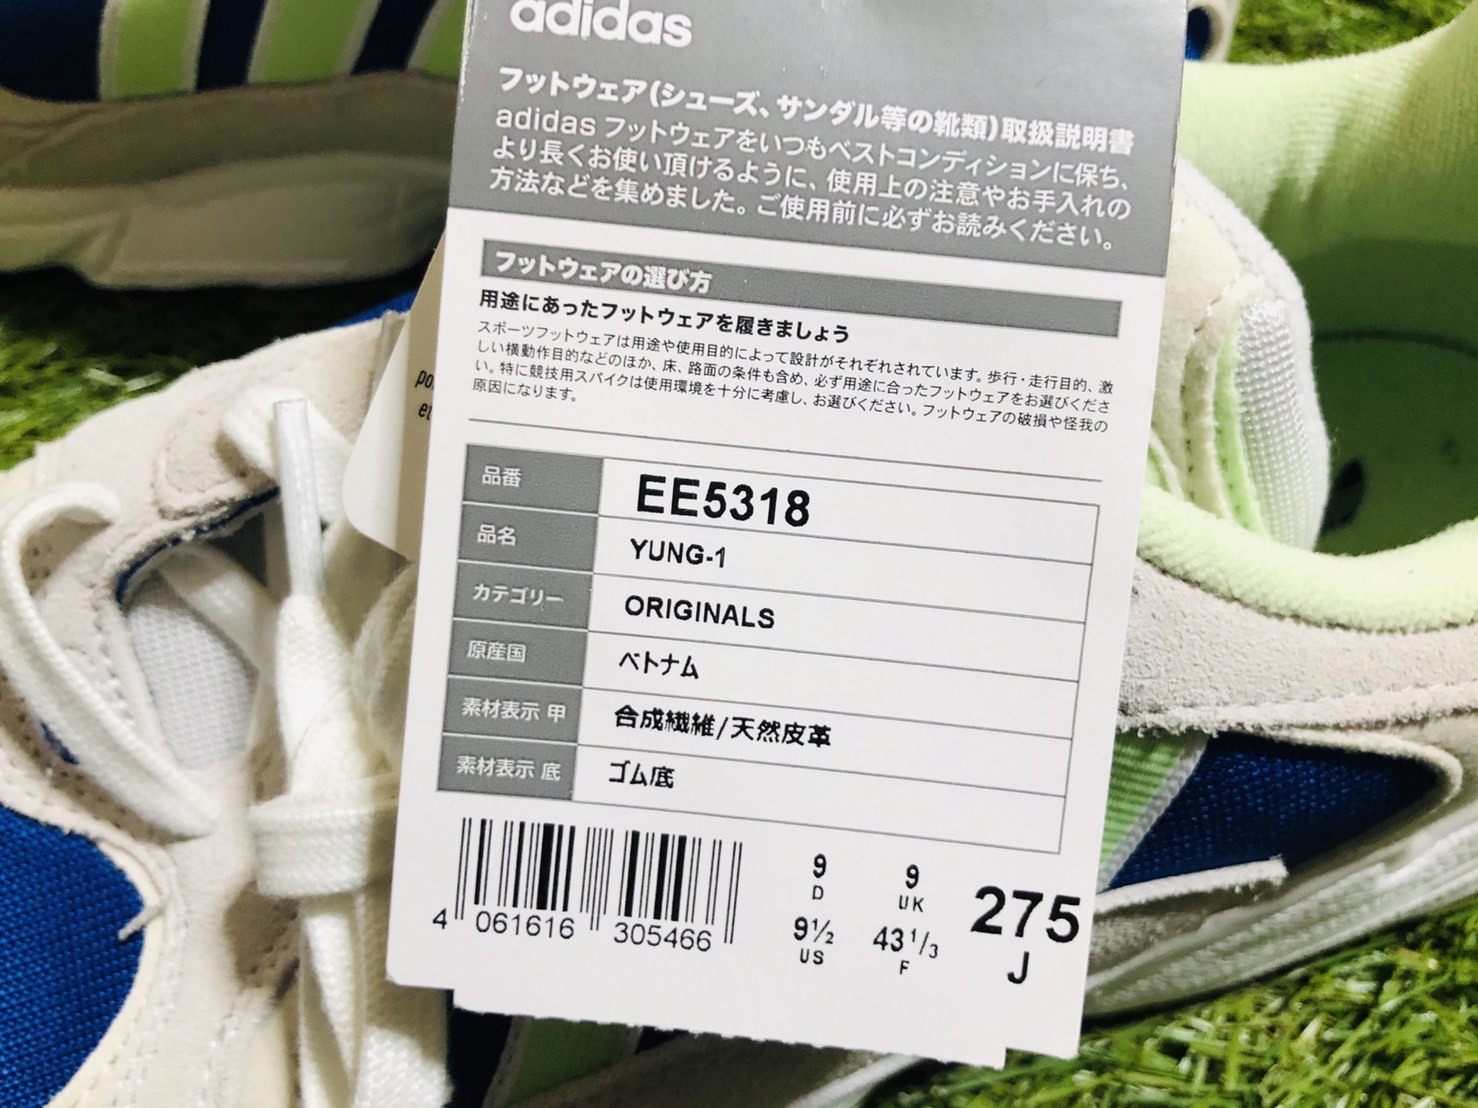 adidas
フットウェア(シューズ、サンダル等の靴類)取扱説明書
adidas フットウェアをいつもベストコンディションに保ち、
より長くお使い頂けるように、使用上の注意やお手入れの
方法などを集めました。ご使用前に必ずお読みください。
フットウェアの選び方
用途にあったフットウェアを履きましょう
スポーツフットウェアは用途や使用目的によって設計がそれぞれされています。歩行・走行目的、激
しい横動作目的などのほか、床、路面の条件も含め、必ず用途に合ったフットウェアをお選びくださ
い。特に競技用スパイクは使用環境を十分に考慮し、お選びください。フットウェアの破損や怪我の
原因になります。
品番 EE5318
品名 YUNG-1
カテゴリー ORIGINALS
原産国 ベトナム
素材表示 甲 合成繊維/天然皮革
素材表示 底 ゴム底
4 061616 305466
9 D
9 UK
9½ US
43 1/3 F
275 J